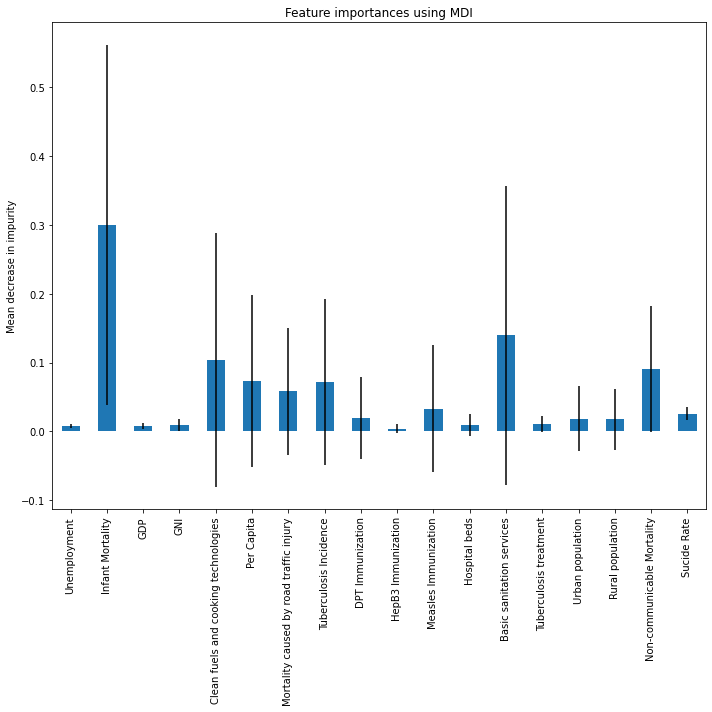 Feature importances using MDI
Mean decrease in impurity
0.5
0.4
0.3
0.2
0.1
0.0
−0.1
Unemployment
Infant Mortality
GDP
GNI
Clean fuels and cooking technologies
Per Capita
Mortality caused by road traffic injury
Tuberculosis Incidence
DPT Immunization
HepB3 Immunization
Measles Immunization
Hospital beds
Basic sanitation services
Tuberculosis treatment
Urban population
Rural population
Non-communicable Mortality
Sucide Rate